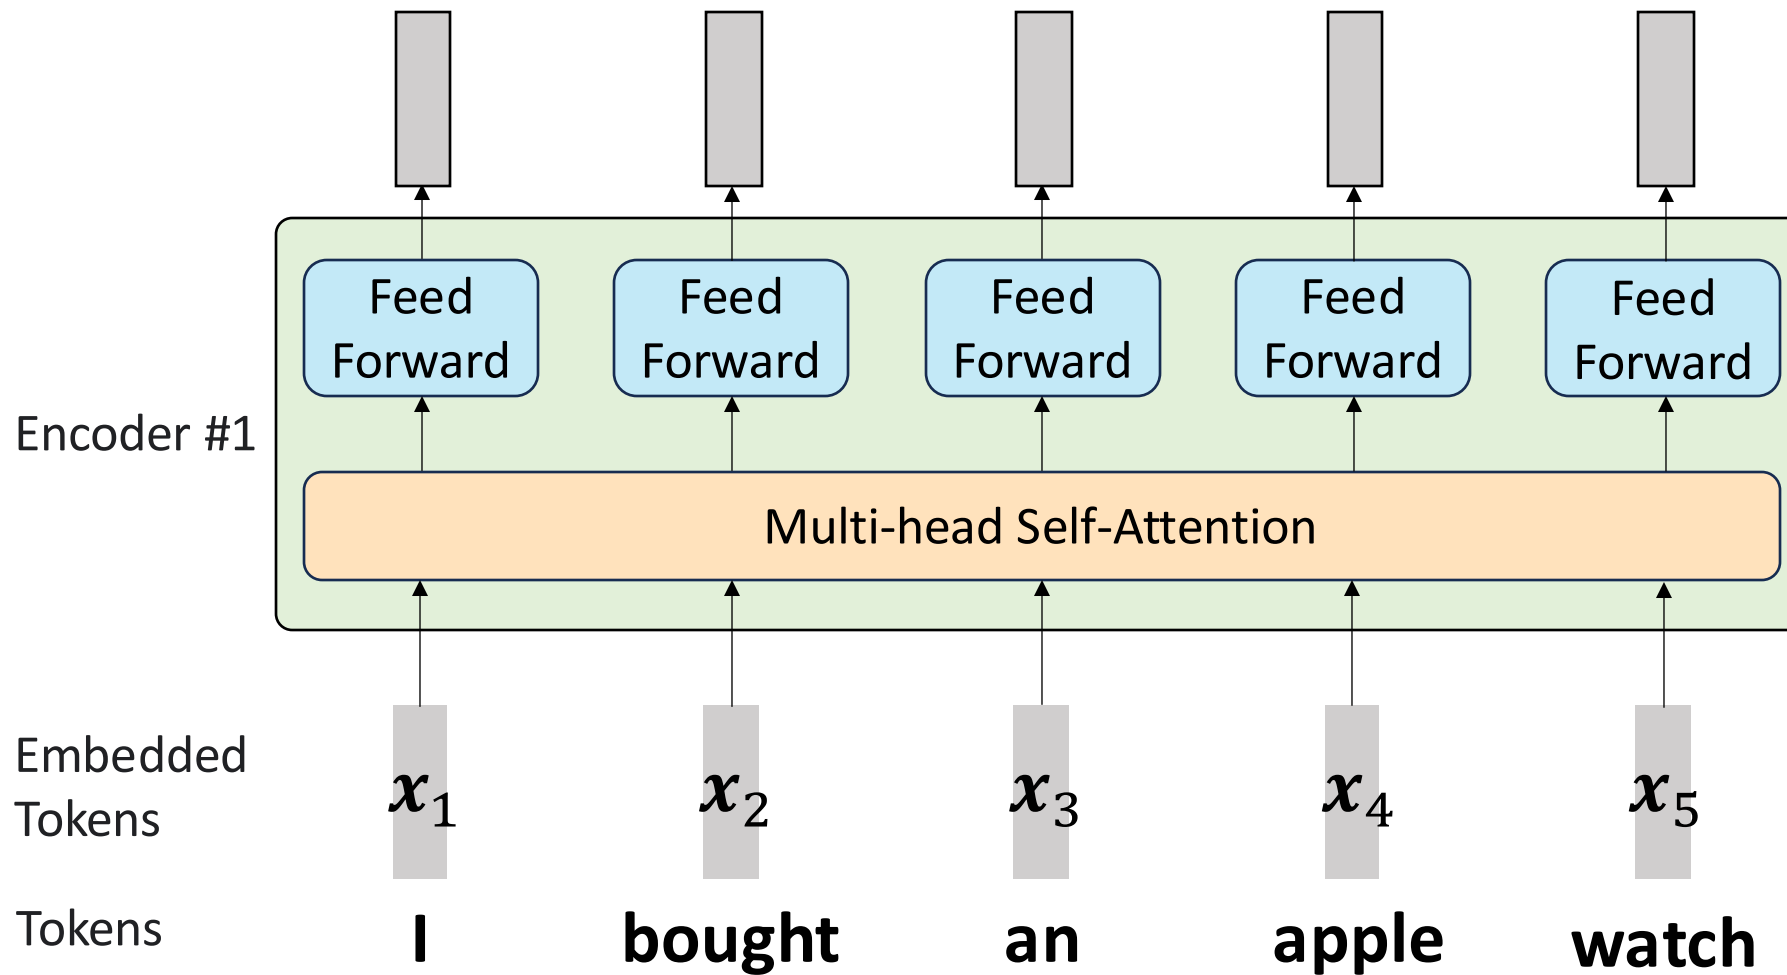 Feed Forward
Feed Forward
Feed Forward
Feed Forward
Feed Forward
Encoder #1
Multi-head Self-Attention
Embedded Tokens
x1 x2 x3 x4 x5
Tokens
I bought an apple watch